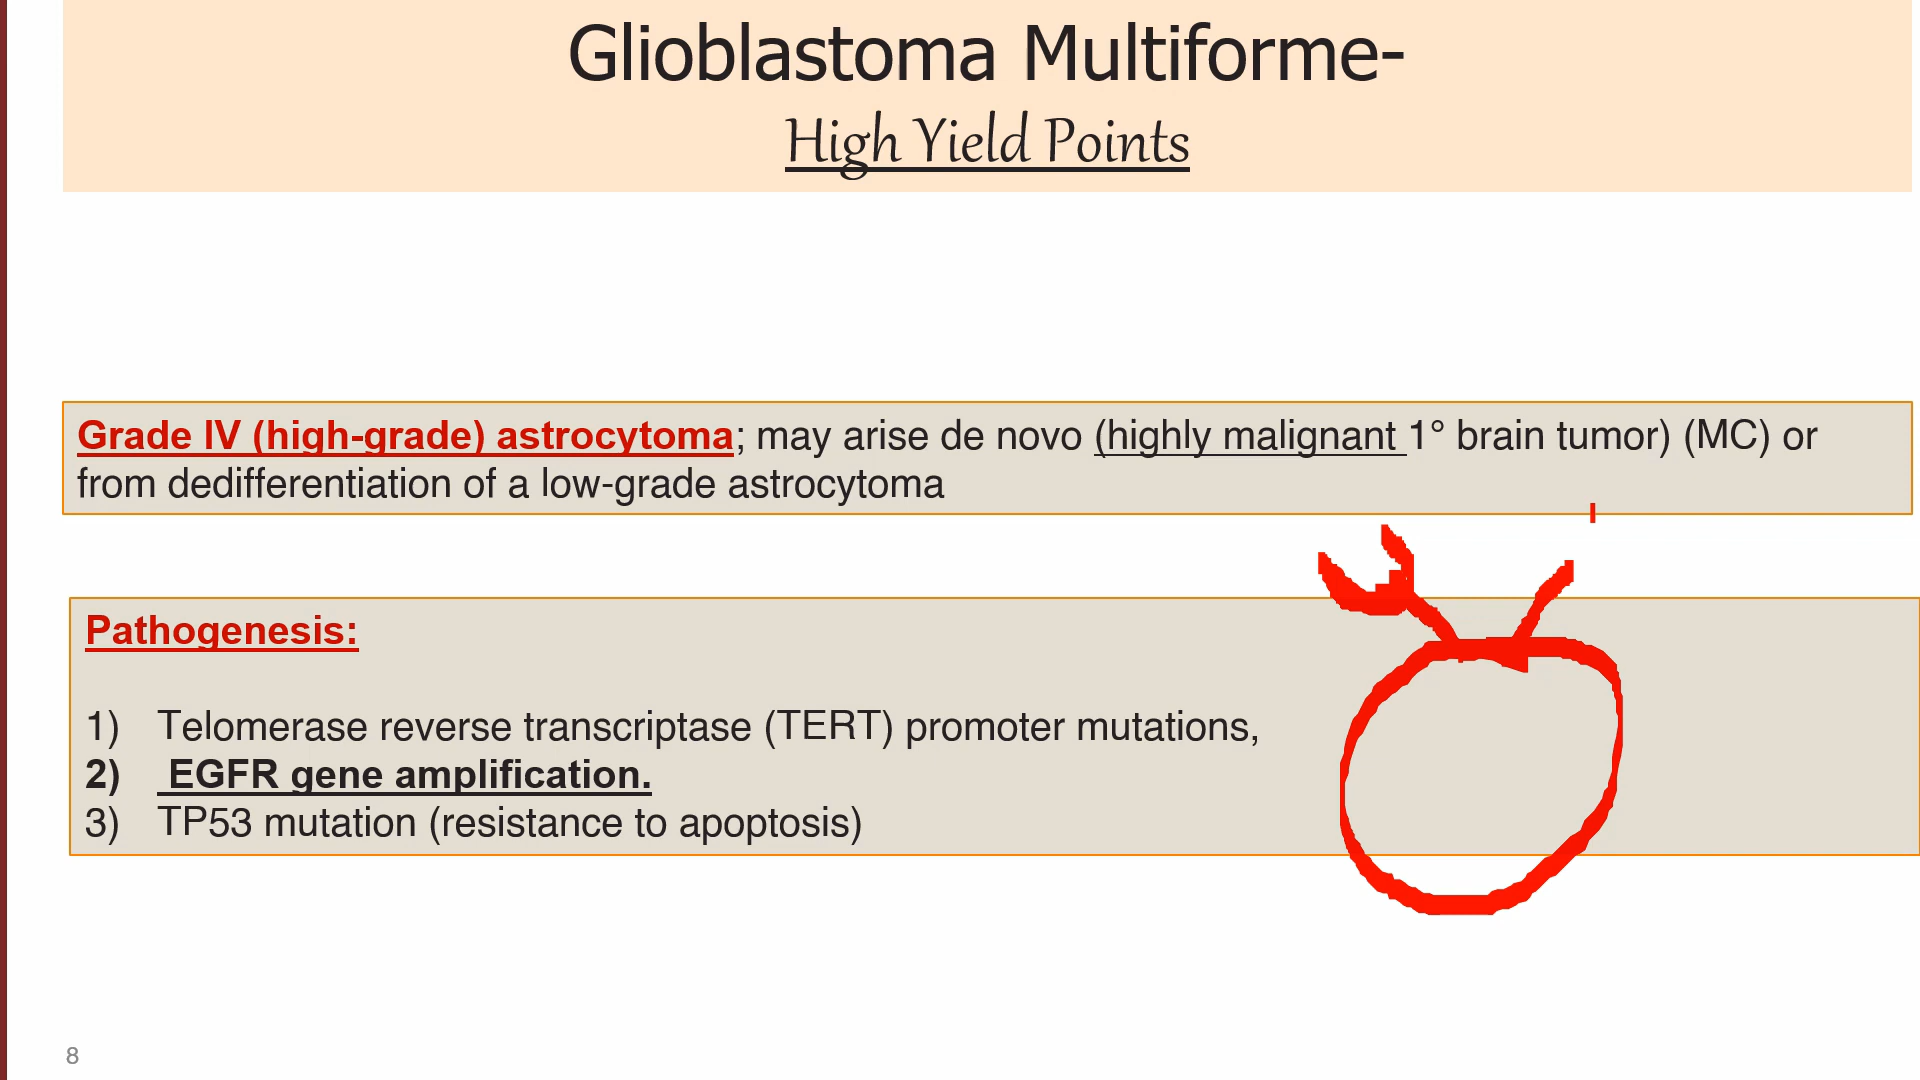 Glioblastoma Multiforme-
High Yield Points
Grade IV (high-grade) astrocytoma; may arise de novo (highly malignant 1° brain tumor) (MC) or
from dedifferentiation of a low-grade astrocytoma
Pathogenesis:
1) Telomerase reverse transcriptase (TERT) promoter mutations,
2) EGFR gene amplification.
3) TP53 mutation (resistance to apoptosis)
8